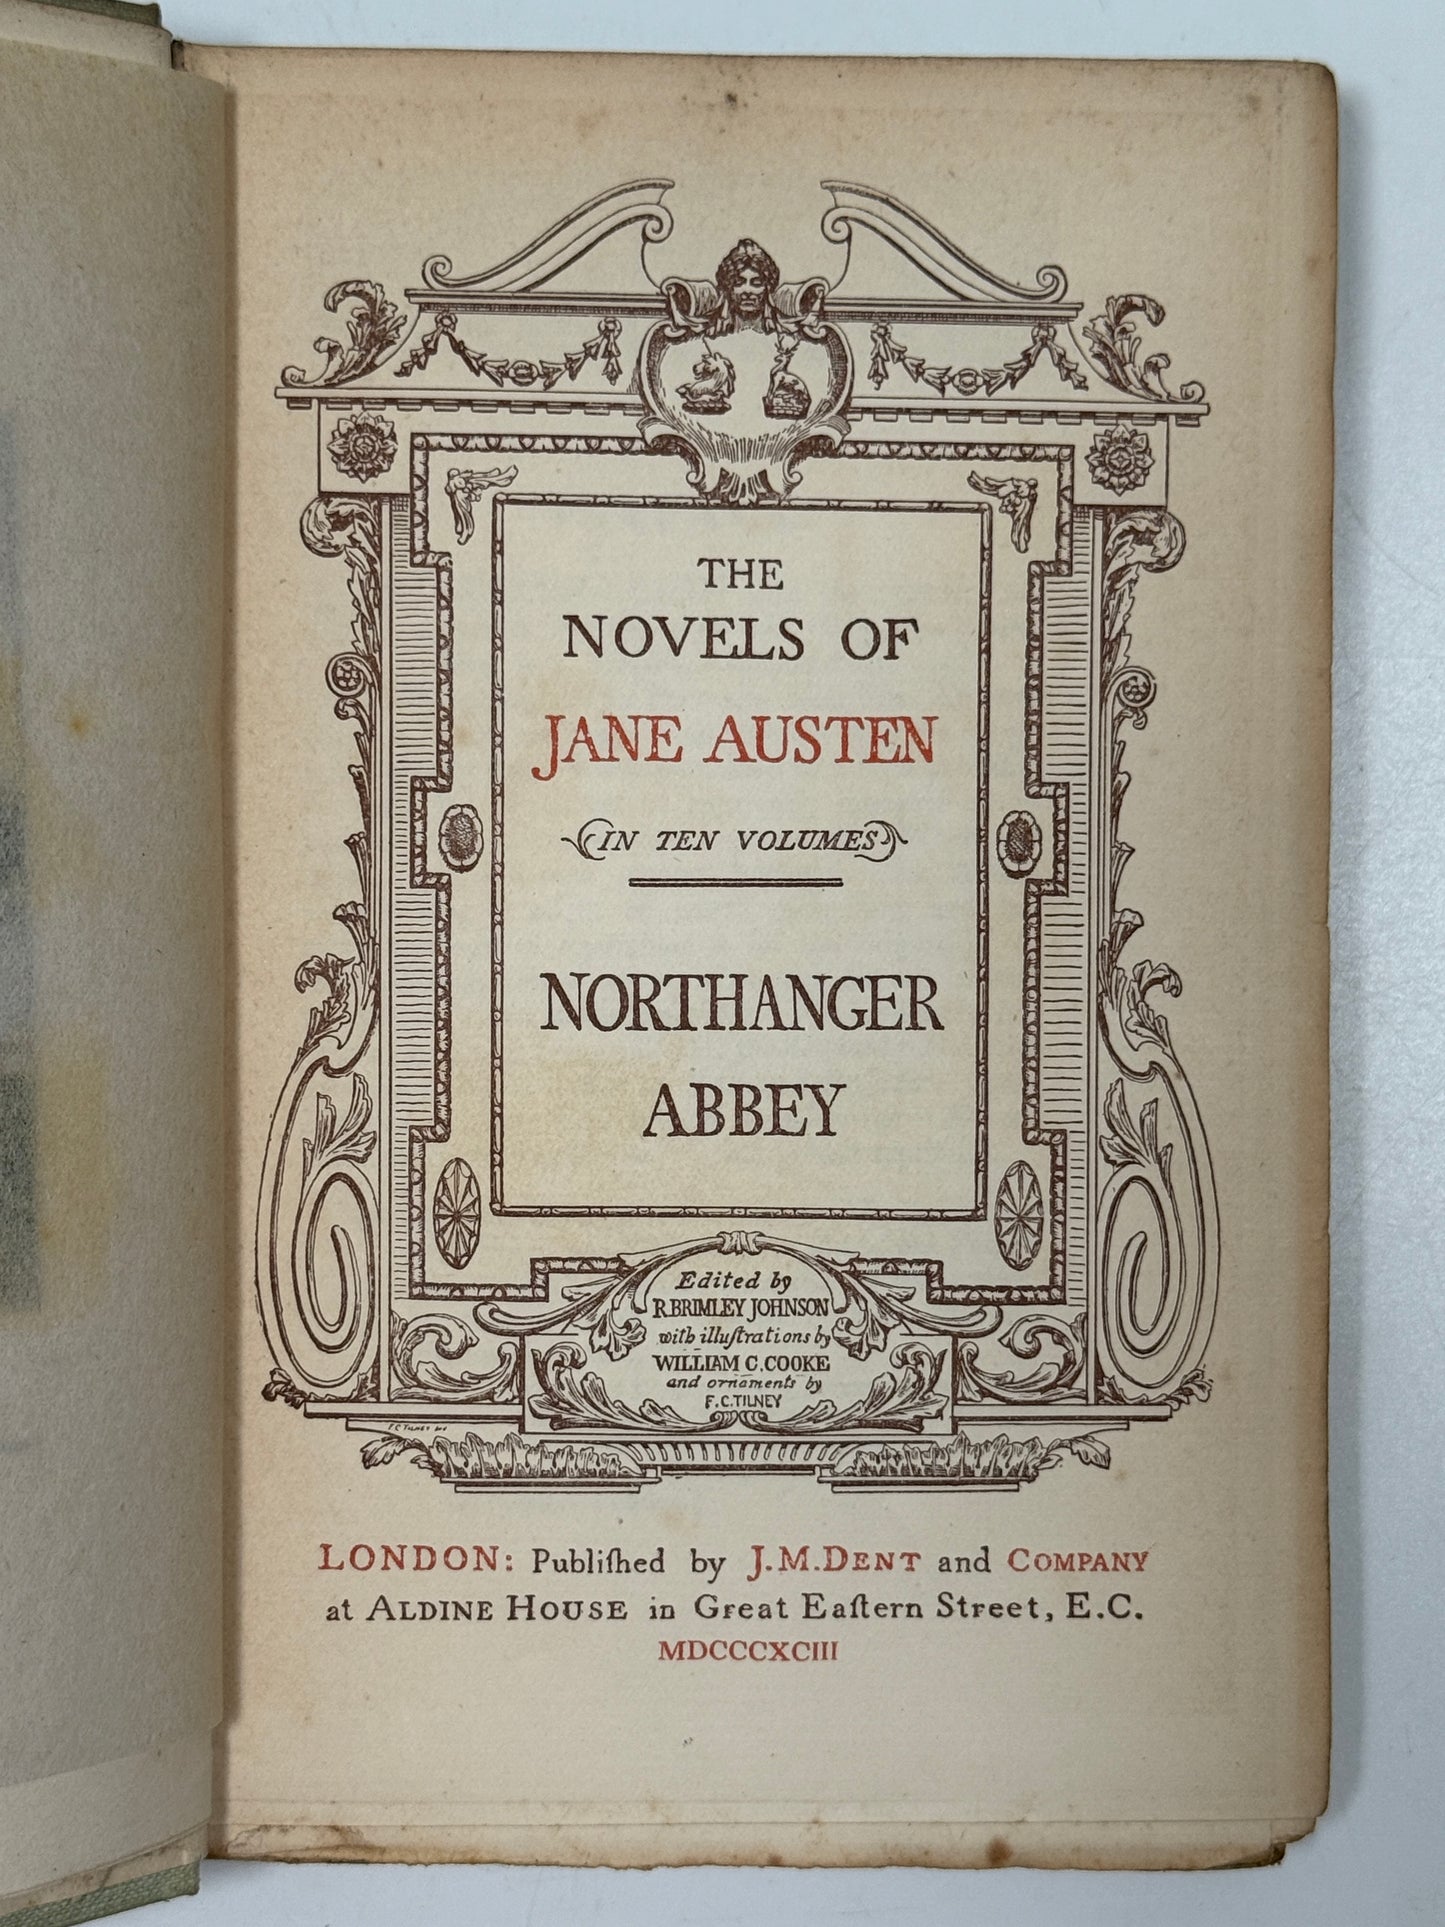 THE
NOVELS OF
JANE AUSTEN
IN TEN VOLUMES
NORTHANGER
ABBEY
Edited by
R. BRIMLEY JOHNSON
with illuſtrations by
WILLIAM C. COOKE
and ornaments by
F. C. TILNEY
F C TILNEY
LONDON: Publiſhed by J. M. DENT and COMPANY
at ALDINE HOUSE in Great Eaſtern Street, E.C.
MDCCCXCIII